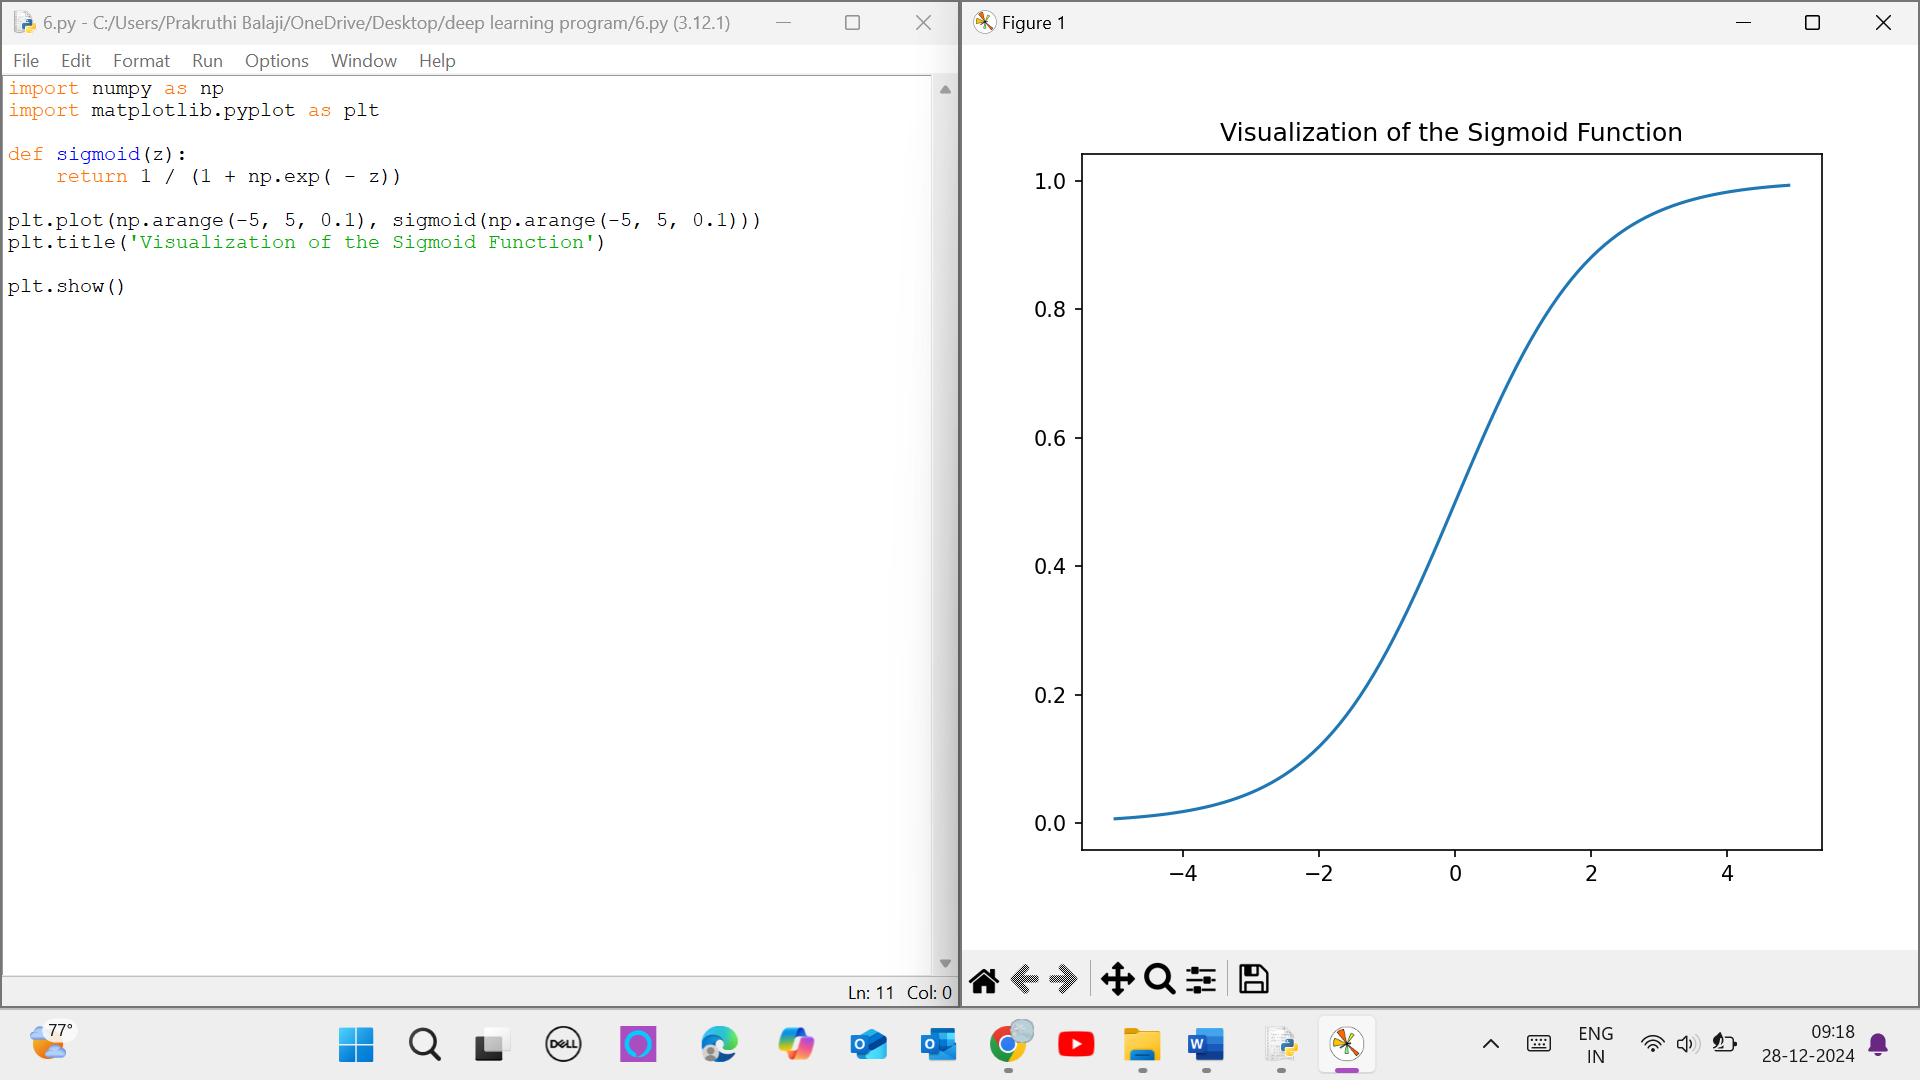 6.py - C:/Users/Prakruthi Balaji/OneDrive/Desktop/deep learning program/6.py (3.12.1)
File Edit Format Run Options Window Help
import numpy as np
import matplotlib.pyplot as plt
def sigmoid(z):
    return 1 / (1 + np.exp( - z))
plt.plot(np.arange(-5, 5, 0.1), sigmoid(np.arange(-5, 5, 0.1)))
plt.title('Visualization of the Sigmoid Function')
plt.show()
Ln: 11 Col: 0
Figure 1
Visualization of the Sigmoid Function
1.0
0.8
0.6
0.4
0.2
0.0
−4 −2 0 2 4
77°
DELL
ENG
IN
09:18
28-12-2024